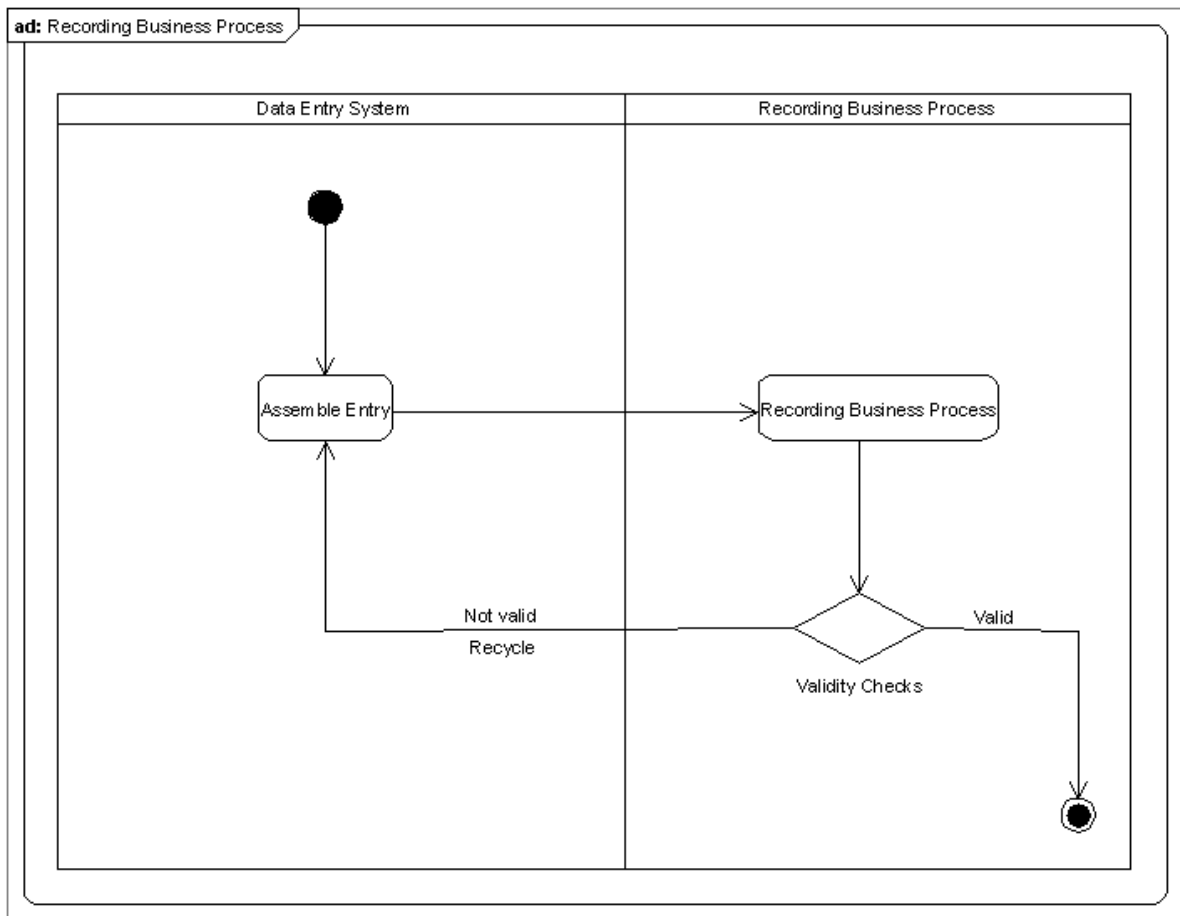 ad: Recording Business Process
Data Entry System
Recording Business Process
Assemble Entry
Recording Business Process
Not valid
Recycle
Valid
Validity Checks